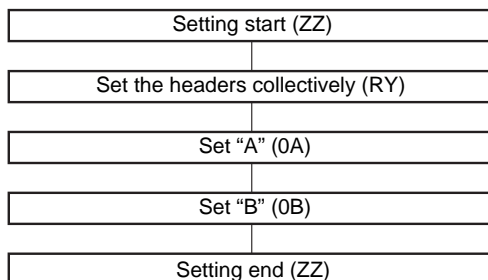 Setting start (ZZ)
Set the headers collectively (RY)
Set “A” (0A)
Set “B” (0B)
Setting end (ZZ)